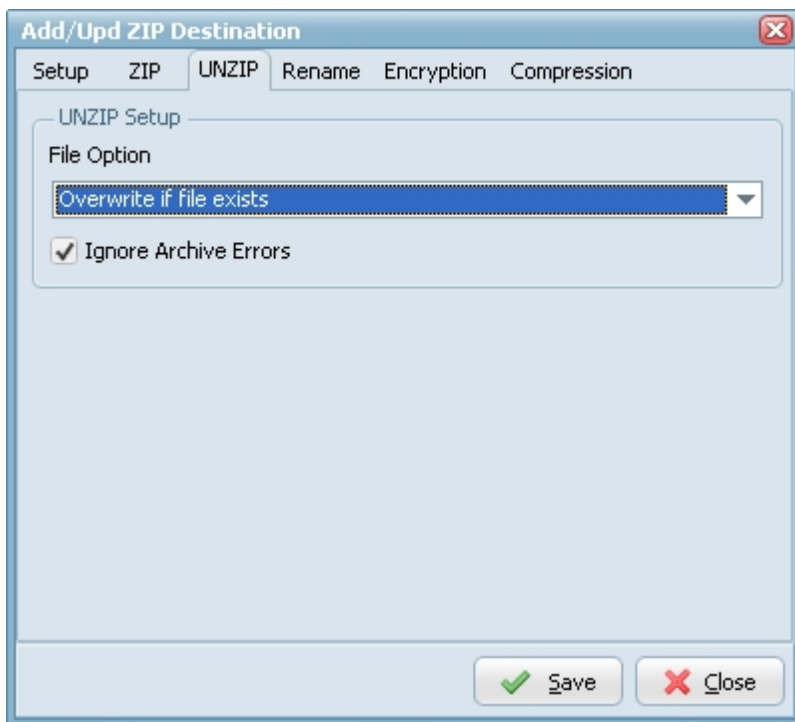 Add/Upd ZIP Destination
Setup ZIP UNZIP Rename Encryption Compression
UNZIP Setup
File Option
Overwrite if file exists
Ignore Archive Errors
Save Close